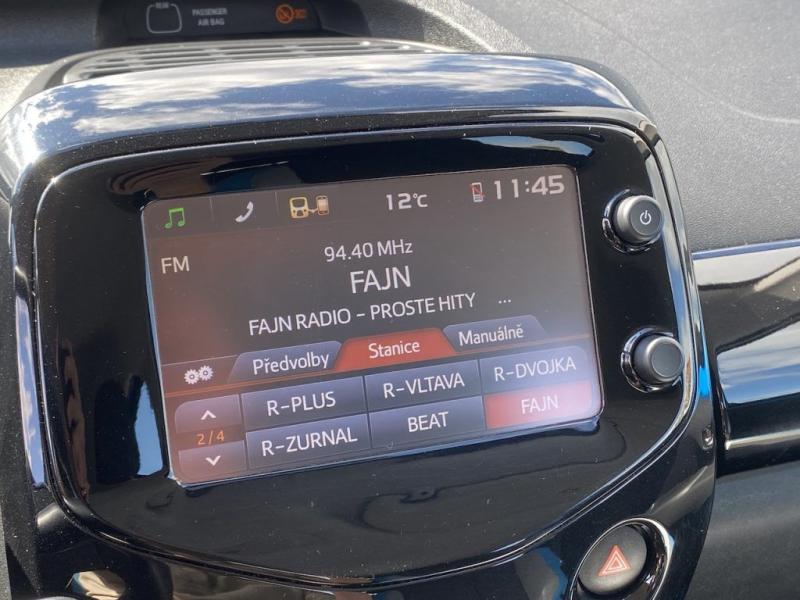 REAR
PASSENGER
AIR BAG
12°C
11:45
FM
94.40 MHz
FAJN
FAJN RADIO - PROSTE HITY ...
Předvolby
Stanice
Manuálně
R-PLUS
R-VLTAVA
R-DVOJKA
2/4
R-ZURNAL
BEAT
FAJN